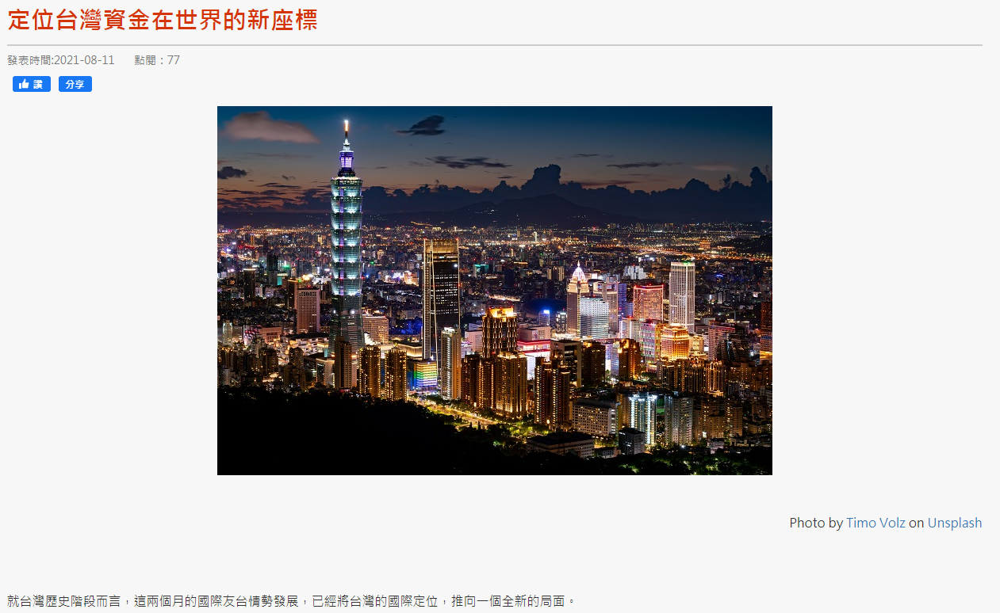 定位台灣資金在世界的新座標
發表時間:2021-08-11 點閱：77
讚 分享
Photo by Timo Volz on Unsplash
就台灣歷史階段而言，這兩個月的國際友台情勢發展，已經將台灣的國際定位，推向一個全新的局面。